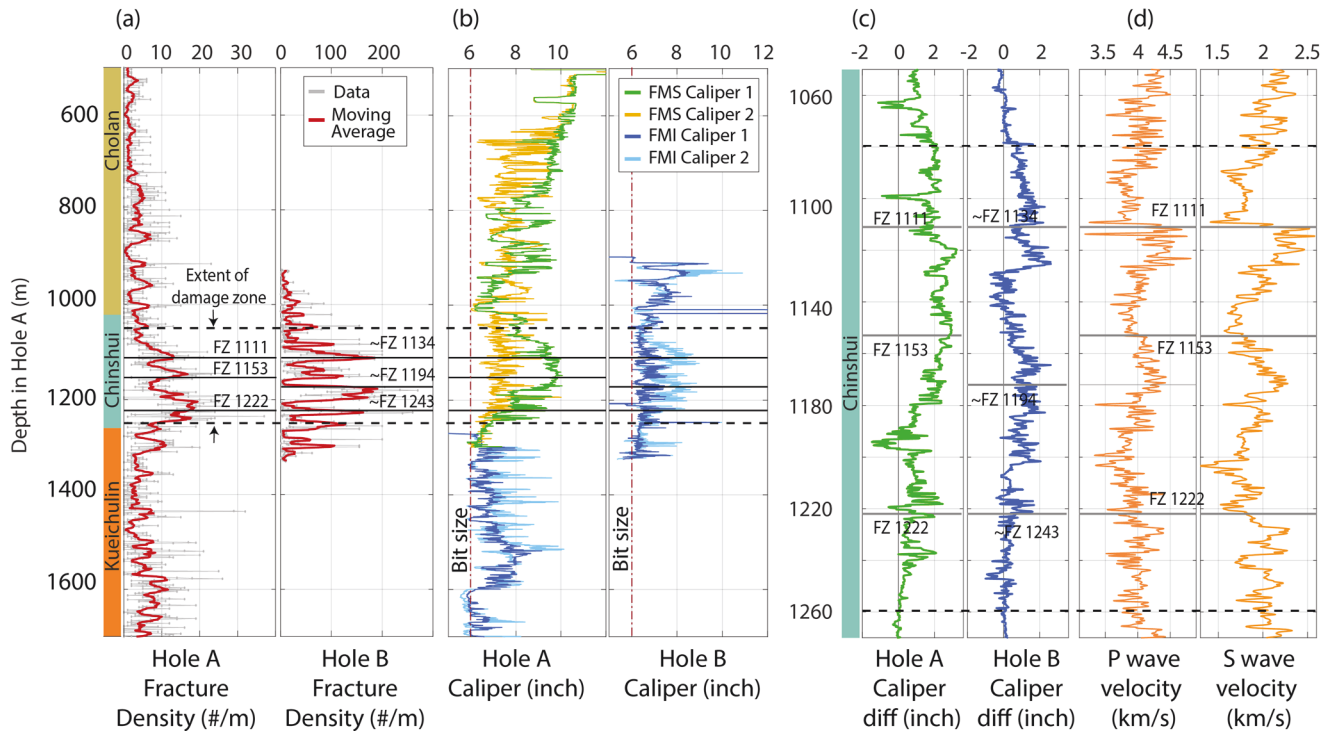 (a)
(b)
(c)
(d)
0 10 20 30
0 100 200
6 8 10
6 8 10 12
-2 0 2
-2 0 2
3.5 4 4.5
1.5 2 2.5
Depth in Hole A (m)
600
800
1000
1200
1400
1600
Cholan
Chinshui
Kueichulin
Data
Moving
Average
Extent of
damage zone
FZ 1111
FZ 1153
FZ 1222
~FZ 1134
~FZ 1194
~FZ 1243
FMS Caliper 1
FMS Caliper 2
FMI Caliper 1
FMI Caliper 2
Bit size
Bit size
1060
1100
1140
1180
1220
1260
Chinshui
FZ 1111
FZ 1153
FZ 1222
~FZ 1134
~FZ 1194
~FZ 1243
FZ 1111
FZ 1153
FZ 1222
Hole A
Fracture
Density (#/m)
Hole B
Fracture
Density (#/m)
Hole A
Caliper (inch)
Hole B
Caliper (inch)
Hole A
Caliper
diff (inch)
Hole B
Caliper
diff (inch)
P wave
velocity
(km/s)
S wave
velocity
(km/s)